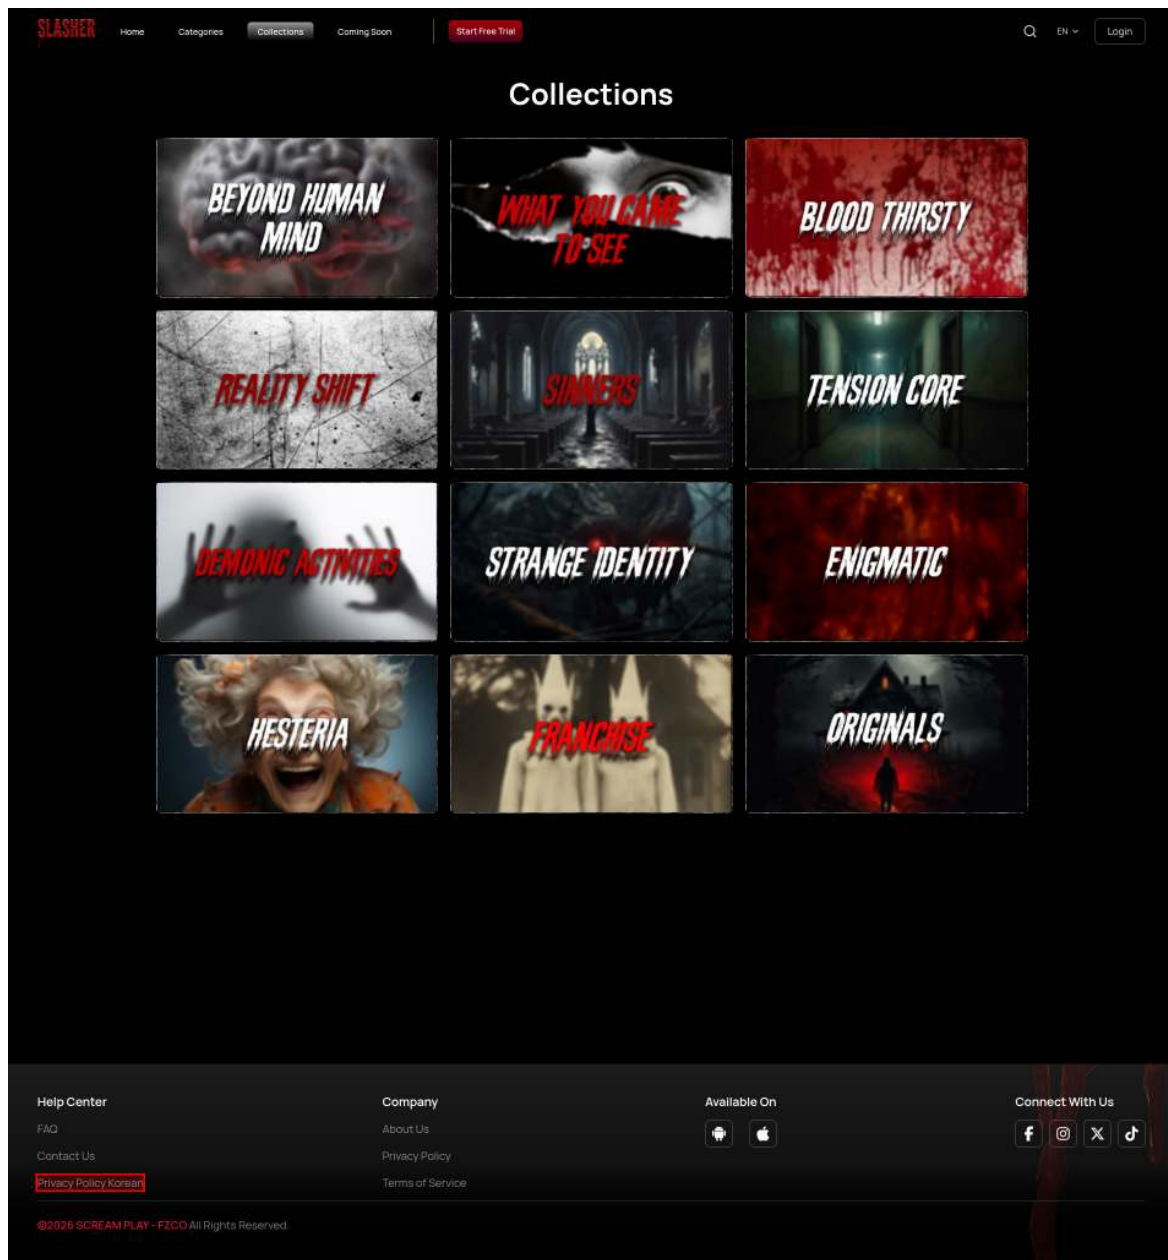 SLASHER
Home
Categories
Collections
Coming Soon
Start Free Trial
EN
Login
Collections
BEYOND HUMAN
MIND
WHAT YOU CAME
TO SEE
BLOOD THIRSTY
REALITY SHIFT
SINNERS
TENSION CORE
DEMONIC ACTIVITIES
STRANGE IDENTITY
ENIGMATIC
HESTERIA
FRANCHISE
ORIGINALS
Help Center
FAQ
Contact Us
Privacy Policy Korean
Company
About Us
Privacy Policy
Terms of Service
Available On
Connect With Us
©2026 SCREAM PLAY - FZCO All Rights Reserved.